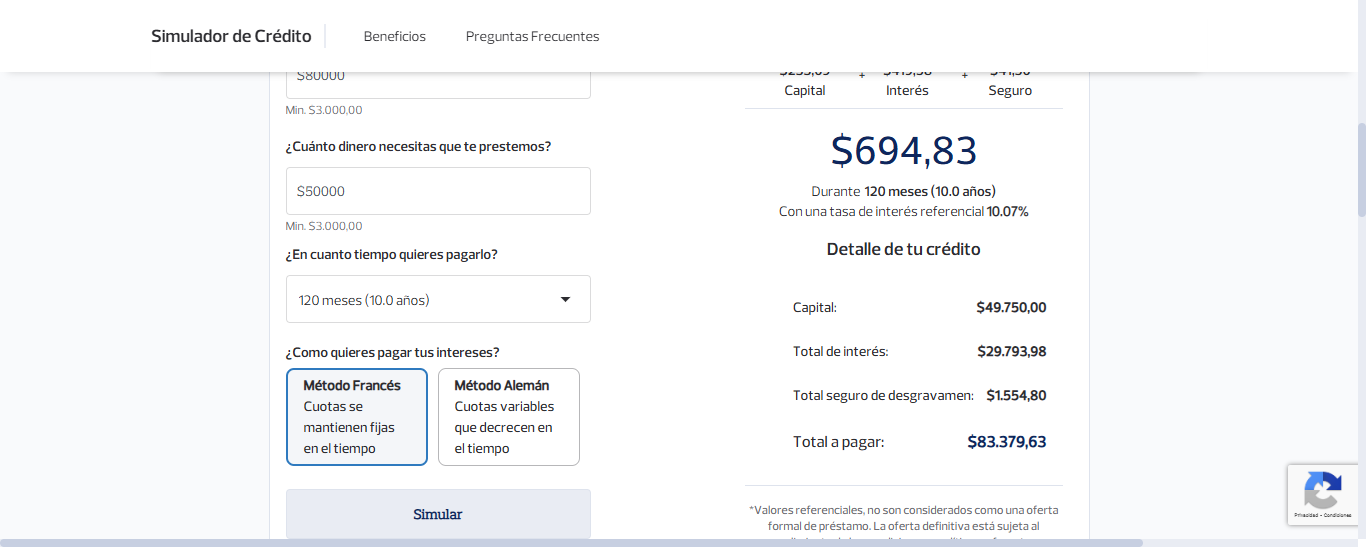 Simulador de Crédito
Beneficios
Preguntas Frecuentes
$80000
Min. $3.000,00
¿Cuánto dinero necesitas que te prestemos?
$50000
Min. $3.000,00
¿En cuanto tiempo quieres pagarlo?
120 meses (10.0 años)
¿Como quieres pagar tus intereses?
Método Francés
Cuotas se
mantienen fijas
en el tiempo
Método Alemán
Cuotas variables
que decrecen en
el tiempo
Simular
+ +
Capital Interés Seguro
$694,83
Durante 120 meses (10.0 años)
Con una tasa de interés referencial 10.07%
Detalle de tu crédito
Capital: $49.750,00
Total de interés: $29.793,98
Total seguro de desgravamen: $1.554,80
Total a pagar: $83.379,63
*Valores referenciales, no son considerados como una oferta
formal de préstamo. La oferta definitiva está sujeta al
Privacidad - Condiciones